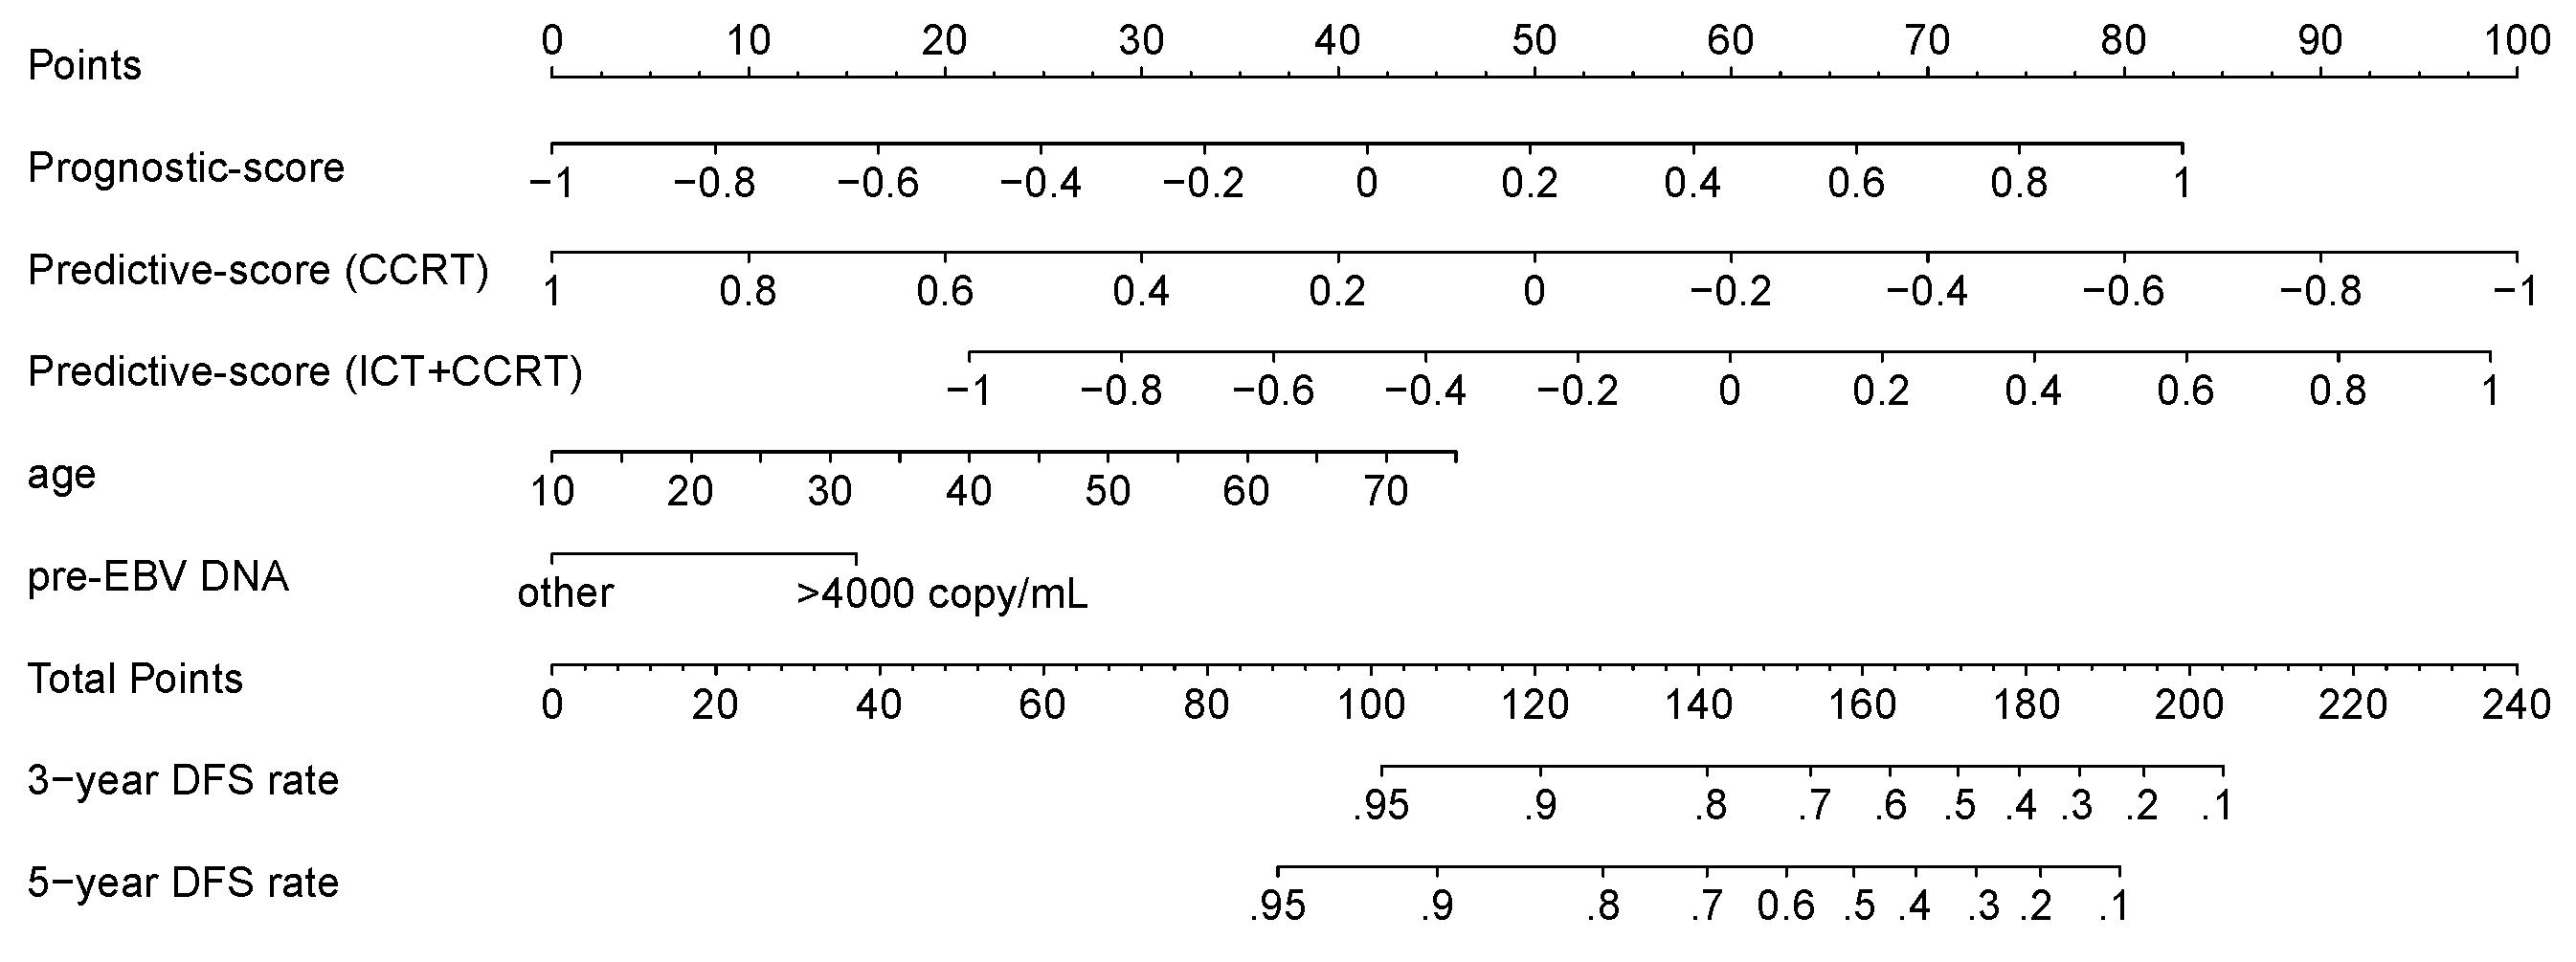 0 10 20 30 40 50 60 70 80 90 100
Points
Prognostic-score
−1 −0.8 −0.6 −0.4 −0.2 0 0.2 0.4 0.6 0.8 1
Predictive-score (CCRT)
1 0.8 0.6 0.4 0.2 0 −0.2 −0.4 −0.6 −0.8 −1
Predictive-score (ICT+CCRT)
−1 −0.8 −0.6 −0.4 −0.2 0 0.2 0.4 0.6 0.8 1
age
10 20 30 40 50 60 70
pre-EBV DNA
other >4000 copy/mL
Total Points
0 20 40 60 80 100 120 140 160 180 200 220 240
3−year DFS rate
.95 .9 .8 .7 .6 .5 .4 .3 .2 .1
5−year DFS rate
.95 .9 .8 .7 0.6 .5 .4 .3 .2 .1